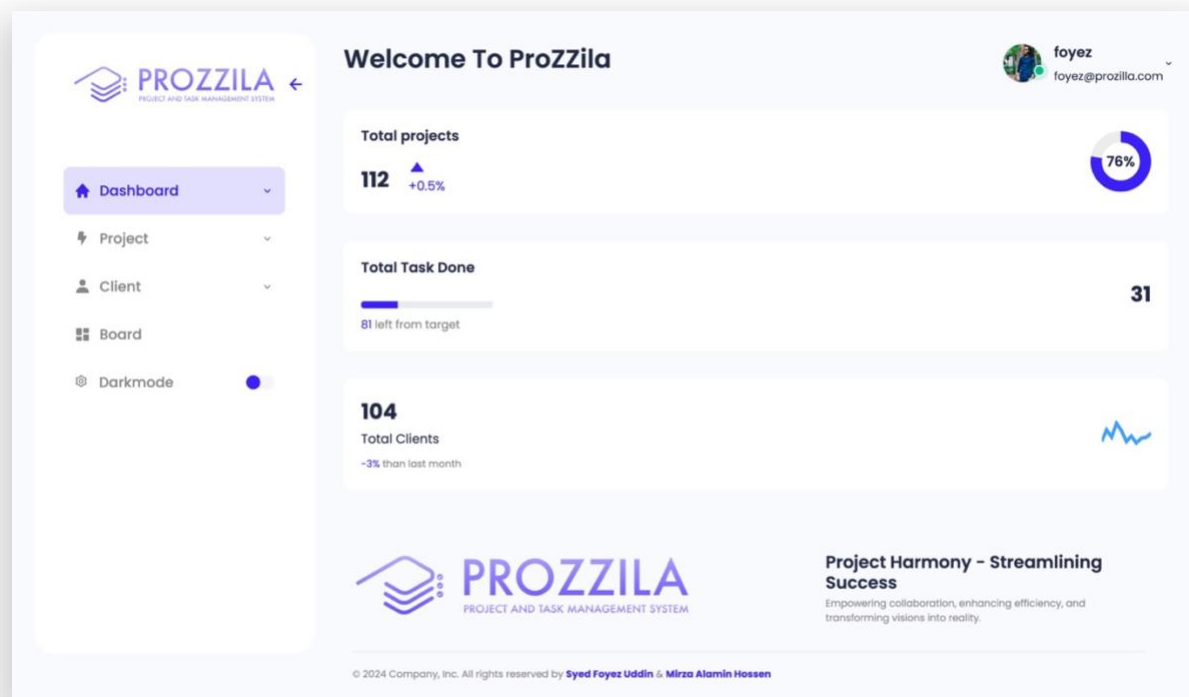 PROZZILA
PROJECT AND TASK MANAGEMENT SYSTEM
Dashboard
Project
Client
Board
Darkmode
Welcome To ProZZila
foyez
foyez@prozilla.com
Total projects
112
+0.5%
76%
Total Task Done
81 left from target
31
104
Total Clients
-3% than last month
PROZZILA
PROJECT AND TASK MANAGEMENT SYSTEM
Project Harmony - Streamlining
Success
Empowering collaboration, enhancing efficiency, and
transforming visions into reality.
© 2024 Company, Inc. All rights reserved by Syed Foyez Uddin & Mirza Alamin Hossen